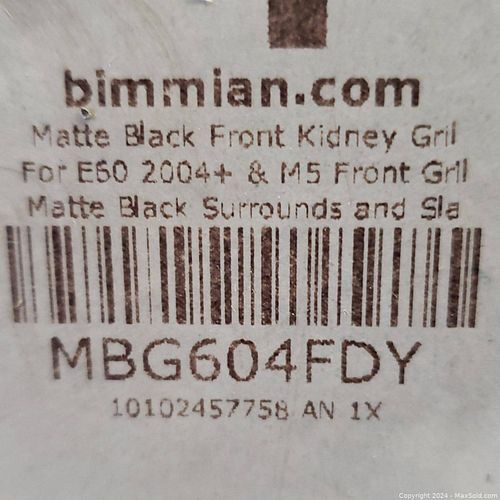 bimmian.com
Matte Black Front Kidney Gril
For E60 2004+ & M5 Front Grill
Matte Black Surrounds and Sla
MBG604FDY
10102457758 AN 1X
Copyright © 2024 - MaxSold.com